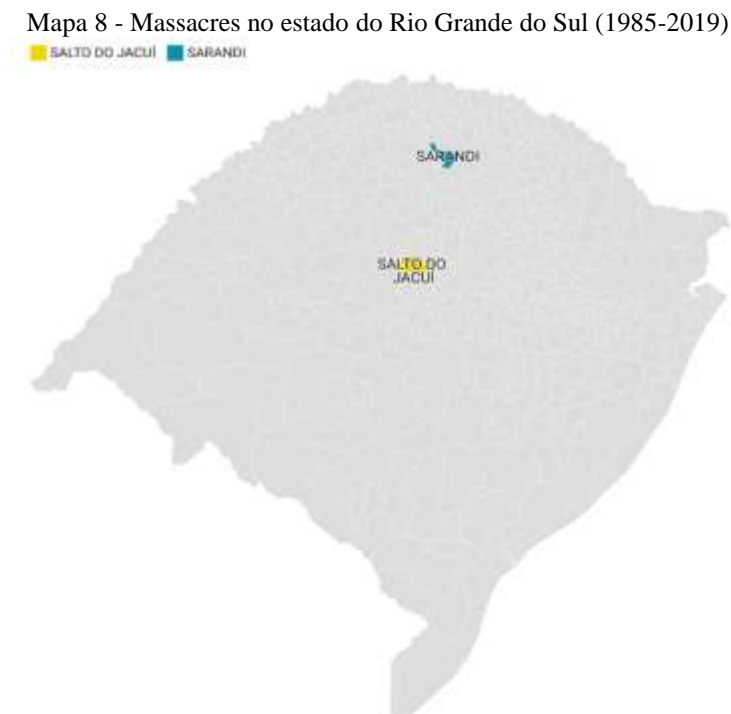 Mapa 8 - Massacres no estado do Rio Grande do Sul (1985-2019)
SALTO DO JACUÍ SARANDI
SARANDI
SALTO DO
JACUÍ